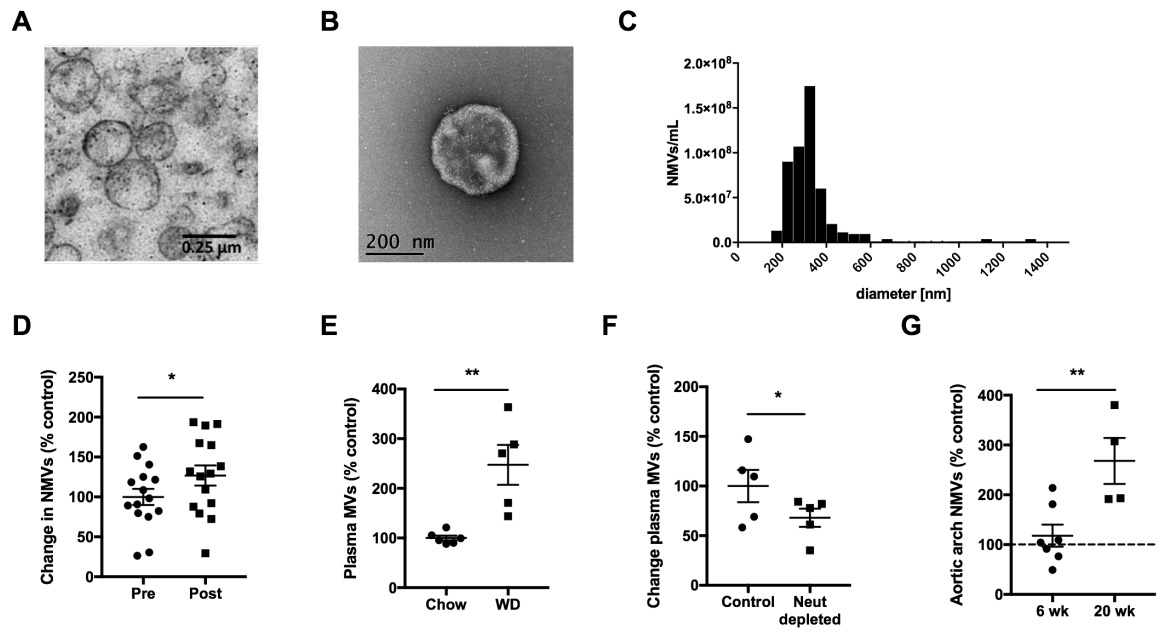 A
B
C
0.25 µm
200 nm
NMVs/mL
2.0×10⁸
1.5×10⁸
1.0×10⁸
5.0×10⁷
0.0
0 200 400 600 800 1000 1200 1400
diameter [nm]
D
E
F
G
Change in NMVs (% control)
250
200
150
100
50
0
*
Pre Post
Plasma MVs (% control)
400
300
200
100
0
**
Chow WD
Change plasma MVs (% control)
200
150
100
50
0
*
Control Neut
depleted
Aortic arch NMVs (% control)
400
300
200
100
0
**
6 wk 20 wk